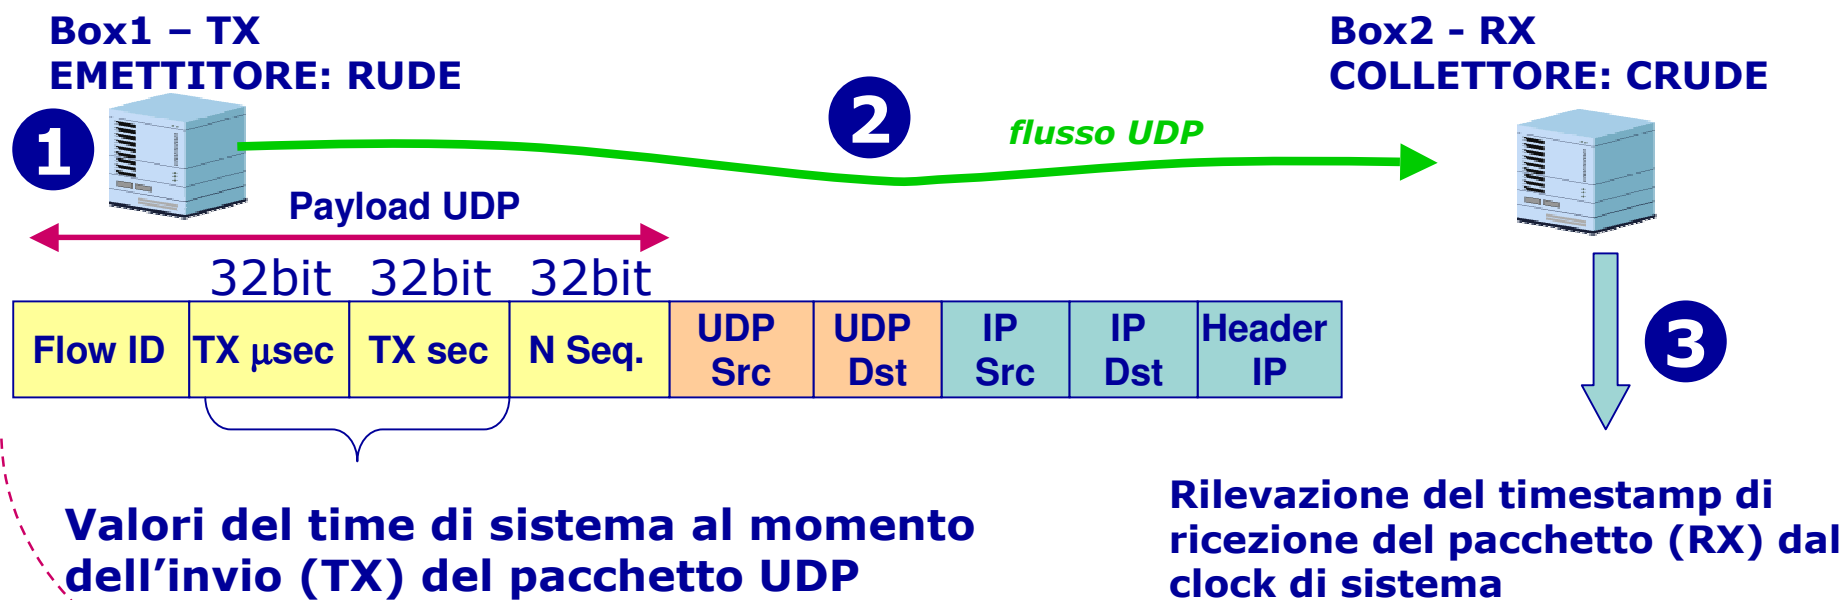 Box1 – TX
EMETTITORE: RUDE
Box2 - RX
COLLETTORE: CRUDE
1
2
flusso UDP
Payload UDP
32bit 32bit 32bit
Flow ID TX µsec TX sec N Seq. UDP Src UDP Dst IP Src IP Dst Header IP
3
Valori del time di sistema al momento
dell’invio (TX) del pacchetto UDP
Rilevazione del timestamp di
ricezione del pacchetto (RX) dal
clock di sistema